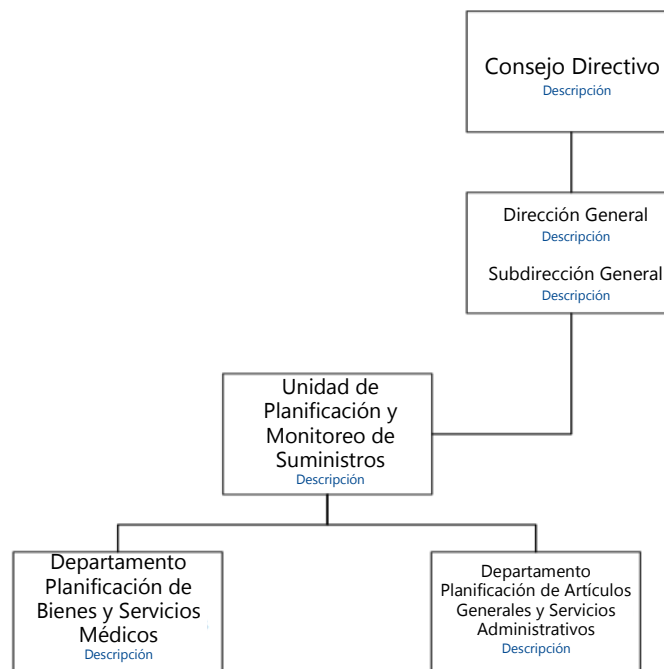 Consejo Directivo
Descripción
Dirección General
Descripción
Subdirección General
Descripción
Unidad de
Planificación y
Monitoreo de
Suministros
Descripción
Departamento
Planificación de
Bienes y Servicios
Médicos
Descripción
Departamento
Planificación de Artículos
Generales y Servicios
Administrativos
Descripción